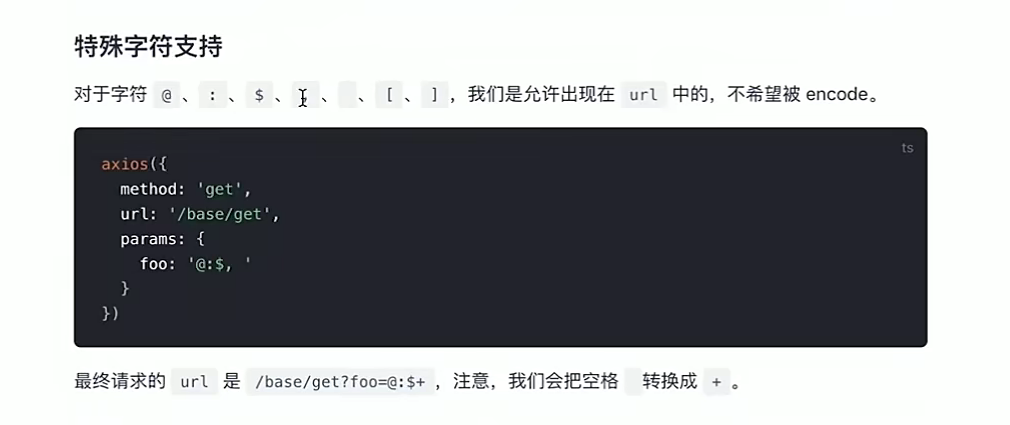 特殊字符支持
对于字符 @ 、 : 、 $ 、 、 、 [ 、 ] ，我们是允许出现在 url 中的，不希望被 encode。
ts
axios({
  method: 'get',
  url: '/base/get',
  params: {
    foo: '@:$, '
  }
})
最终请求的 url 是 /base/get?foo=@:$+ ，注意，我们会把空格 转换成 + 。